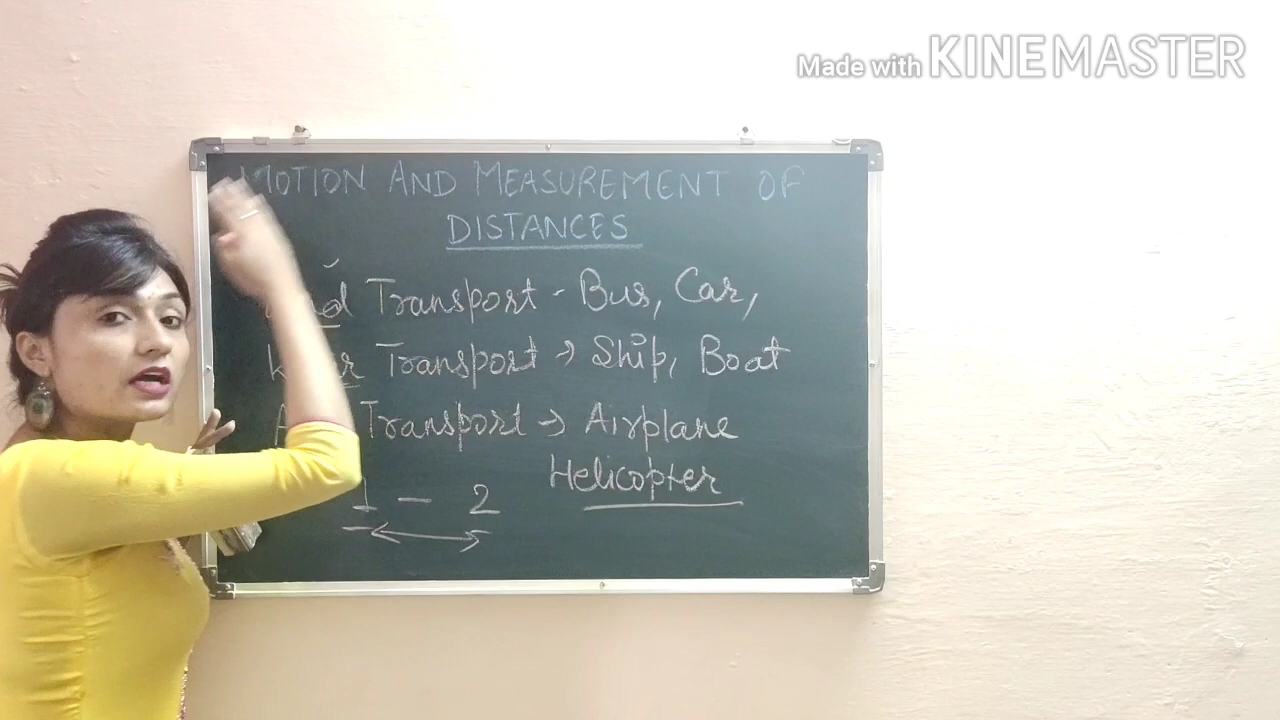 Made with KINEMASTER
MOTION AND MEASUREMENT OF
DISTANCES
Transport - Bus, Car,
Transport → Ship, Boat
Transport → Airplane
Helicopter
1 - 2